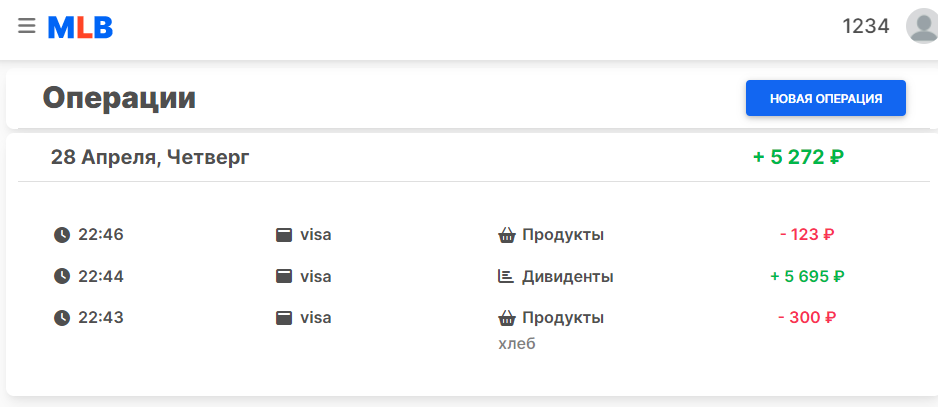 MLB 1234
Операции НОВАЯ ОПЕРАЦИЯ
28 Апреля, Четверг + 5 272 ₽
22:46 visa Продукты - 123 ₽
22:44 visa Дивиденты + 5 695 ₽
22:43 visa Продукты - 300 ₽
хлеб